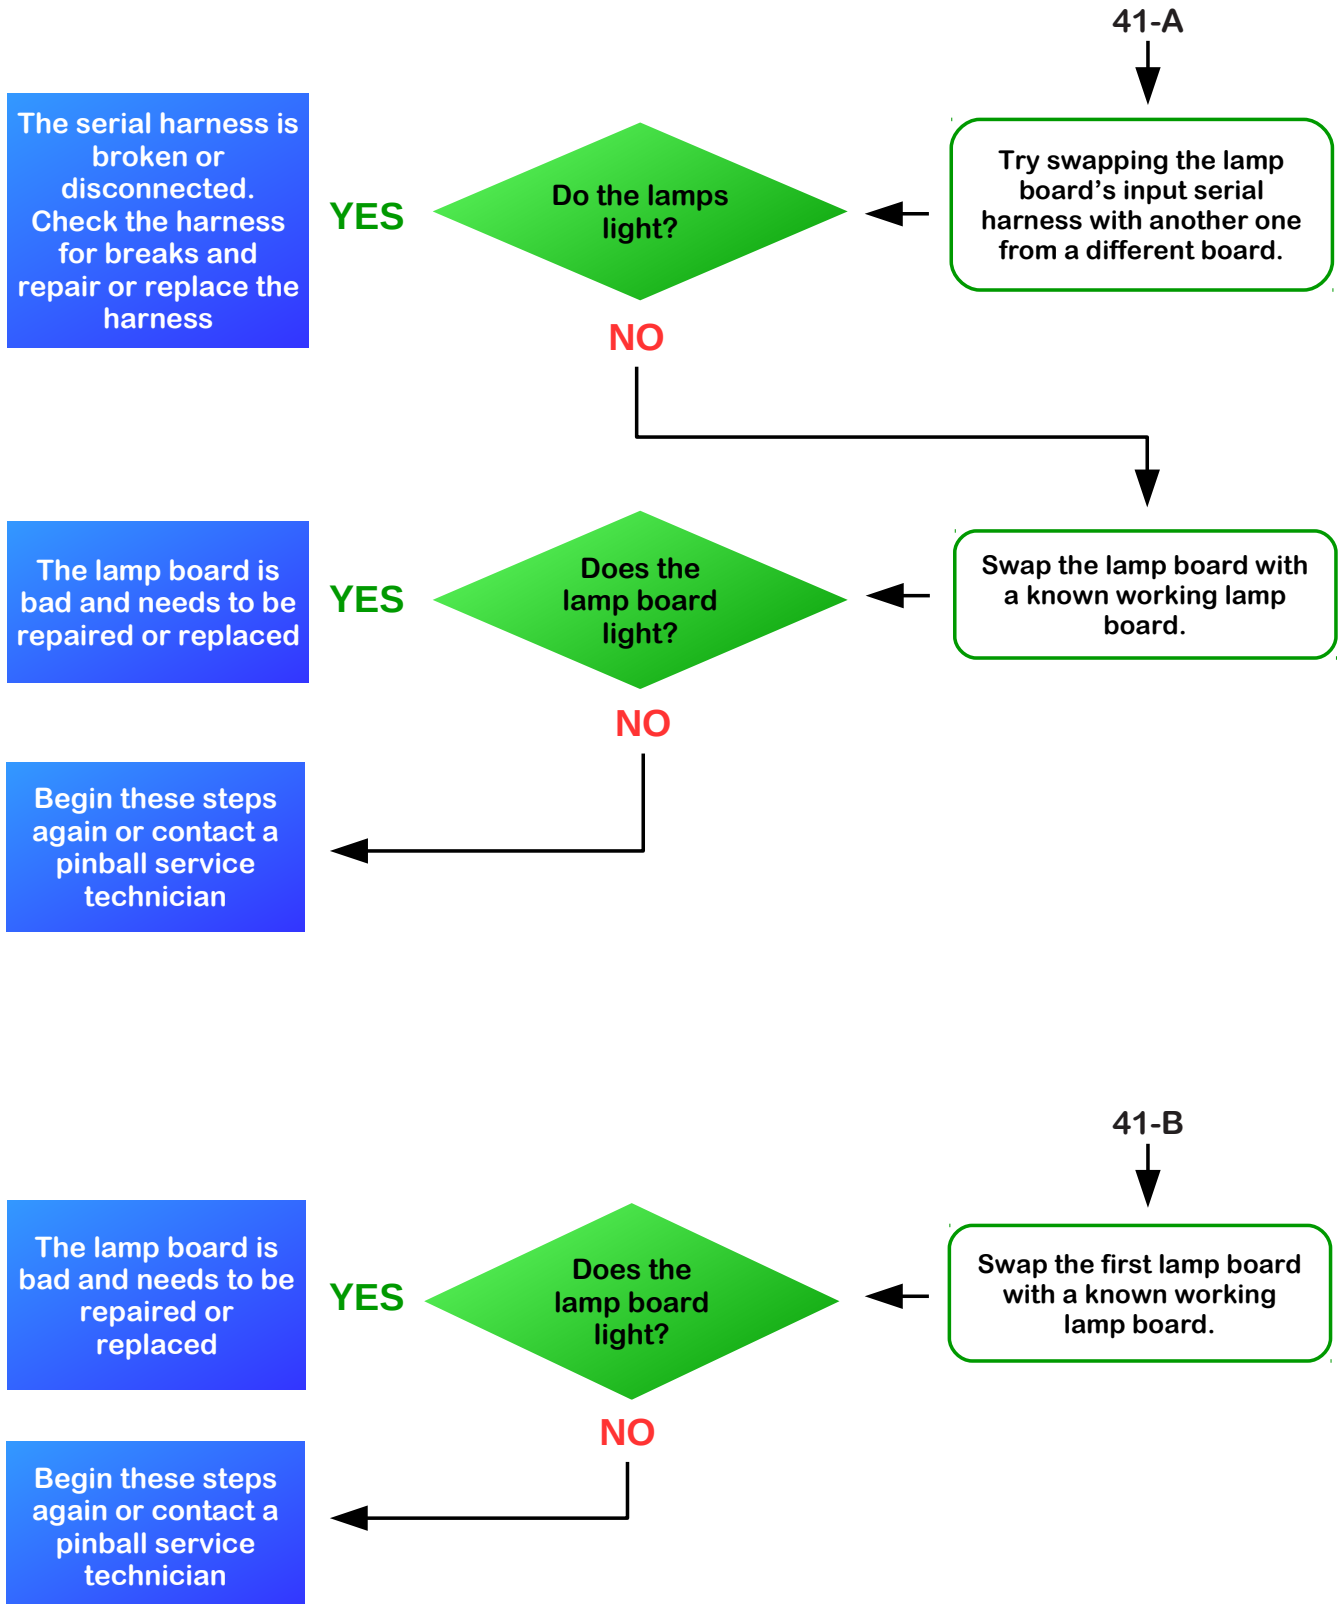 41-A
Try swapping the lamp
board's input serial
harness with another one
from a different board.
Do the lamps
light?
YES
The serial harness is
broken or
disconnected.
Check the harness
for breaks and
repair or replace the
harness
NO
Swap the lamp board with
a known working lamp
board.
Does the
lamp board
light?
YES
The lamp board is
bad and needs to be
repaired or replaced
NO
Begin these steps
again or contact a
pinball service
technician
41-B
Swap the first lamp board
with a known working
lamp board.
Does the
lamp board
light?
YES
The lamp board is
bad and needs to be
repaired or
replaced
NO
Begin these steps
again or contact a
pinball service
technician